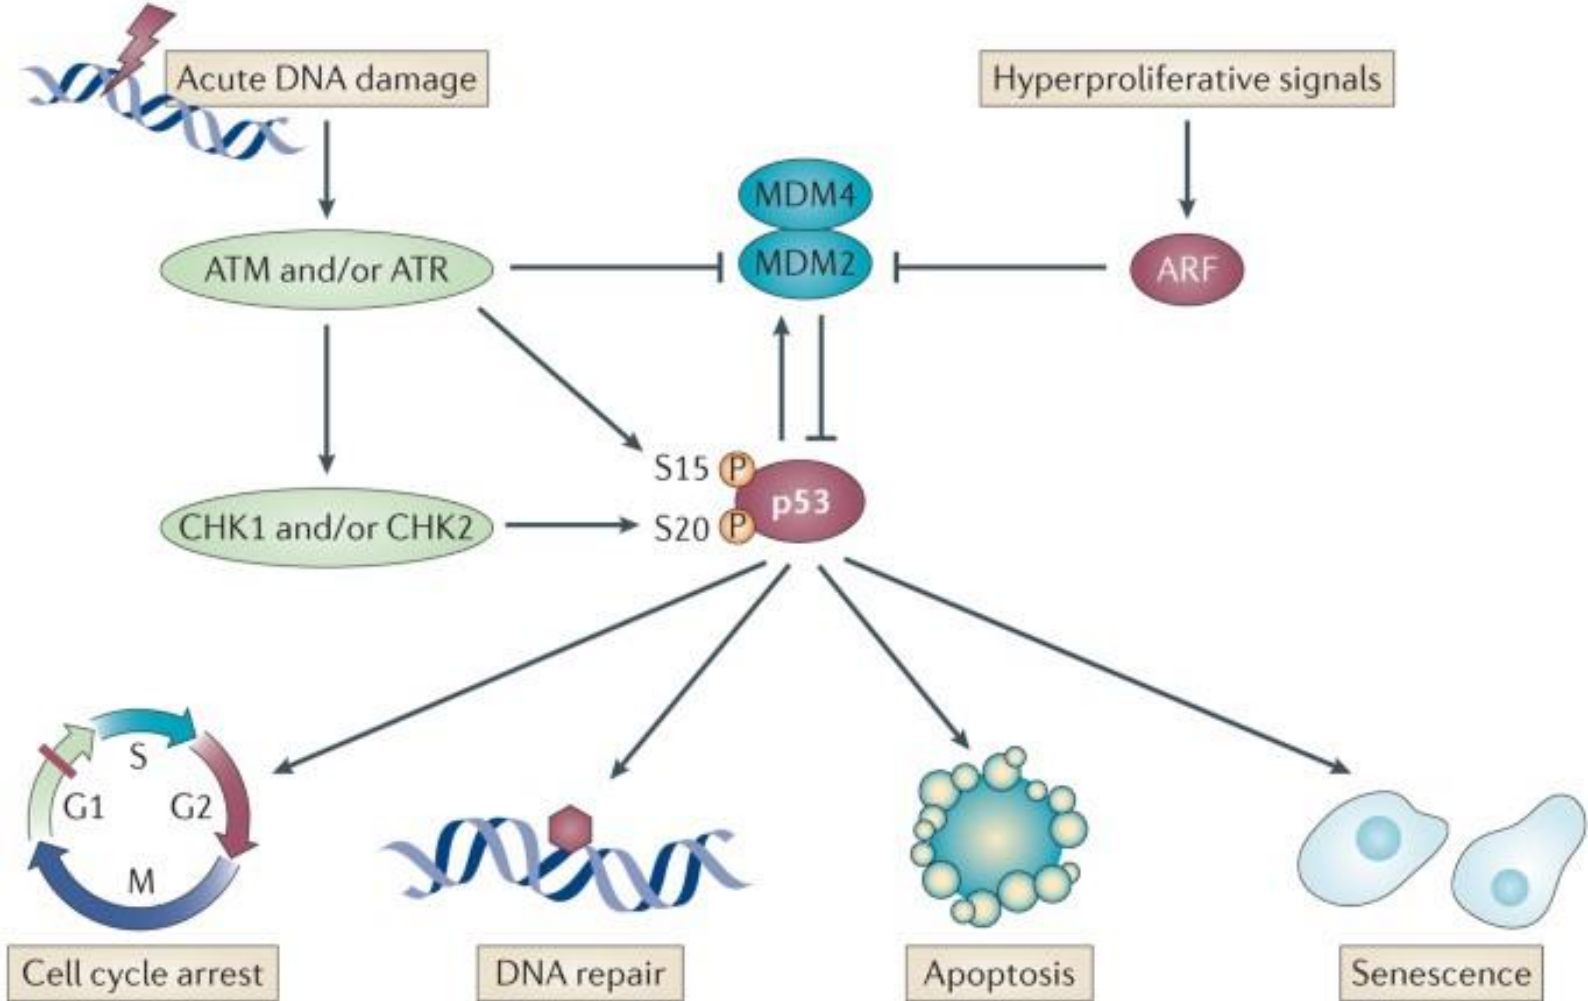 Acute DNA damage
Hyperproliferative signals
MDM4
ATM and/or ATR
MDM2
ARF
S15 P
p53
CHK1 and/or CHK2
S20 P
S
G1
G2
M
Cell cycle arrest
DNA repair
Apoptosis
Senescence